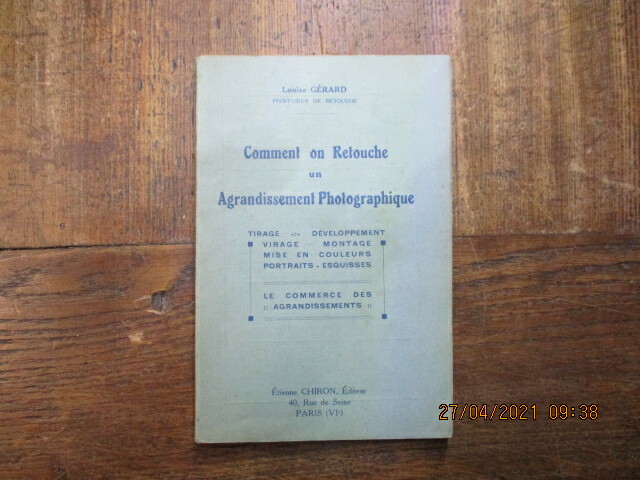 Louise GÉRARD
PROFESSEUR DE RETOUCHE
Comment on Retouche
un
Agrandissement Photographique
TIRAGE DÉVELOPPEMENT
VIRAGE - MONTAGE
MISE EN COULEURS
PORTRAITS - ESQUISSES
LE COMMERCE DES
:: AGRANDISSEMENTS ::
Étienne CHIRON, Éditeur
40, Rue de Seine
PARIS (VIe)
27/04/2021 09:38